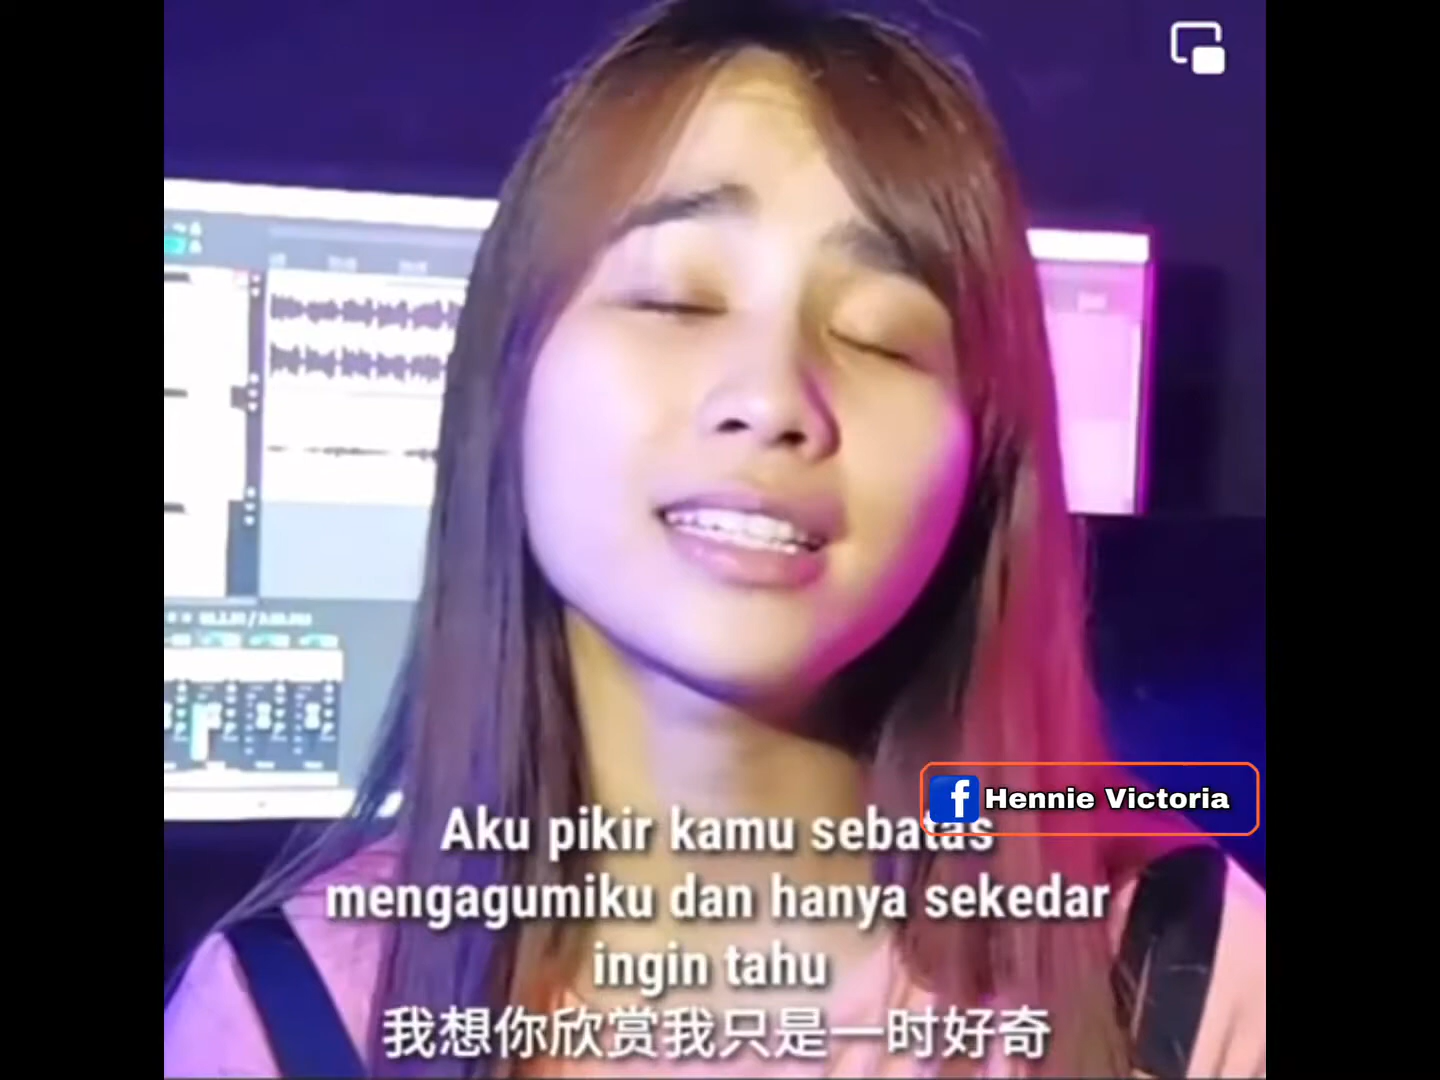 Hennie Victoria
Aku pikir kamu sebatas
mengagumiku dan hanya sekedar
ingin tahu
我想你欣赏我只是一时好奇